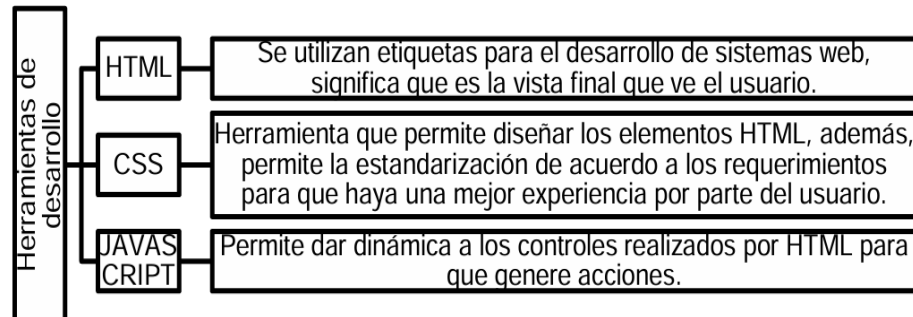 Herramientas de
desarrollo
HTML
Se utilizan etiquetas para el desarrollo de sistemas web,
significa que es la vista final que ve el usuario.
CSS
Herramienta que permite diseñar los elementos HTML, además,
permite la estandarización de acuerdo a los requerimientos
para que haya una mejor experiencia por parte del usuario.
JAVAS
CRIPT
Permite dar dinámica a los controles realizados por HTML para
que genere acciones.